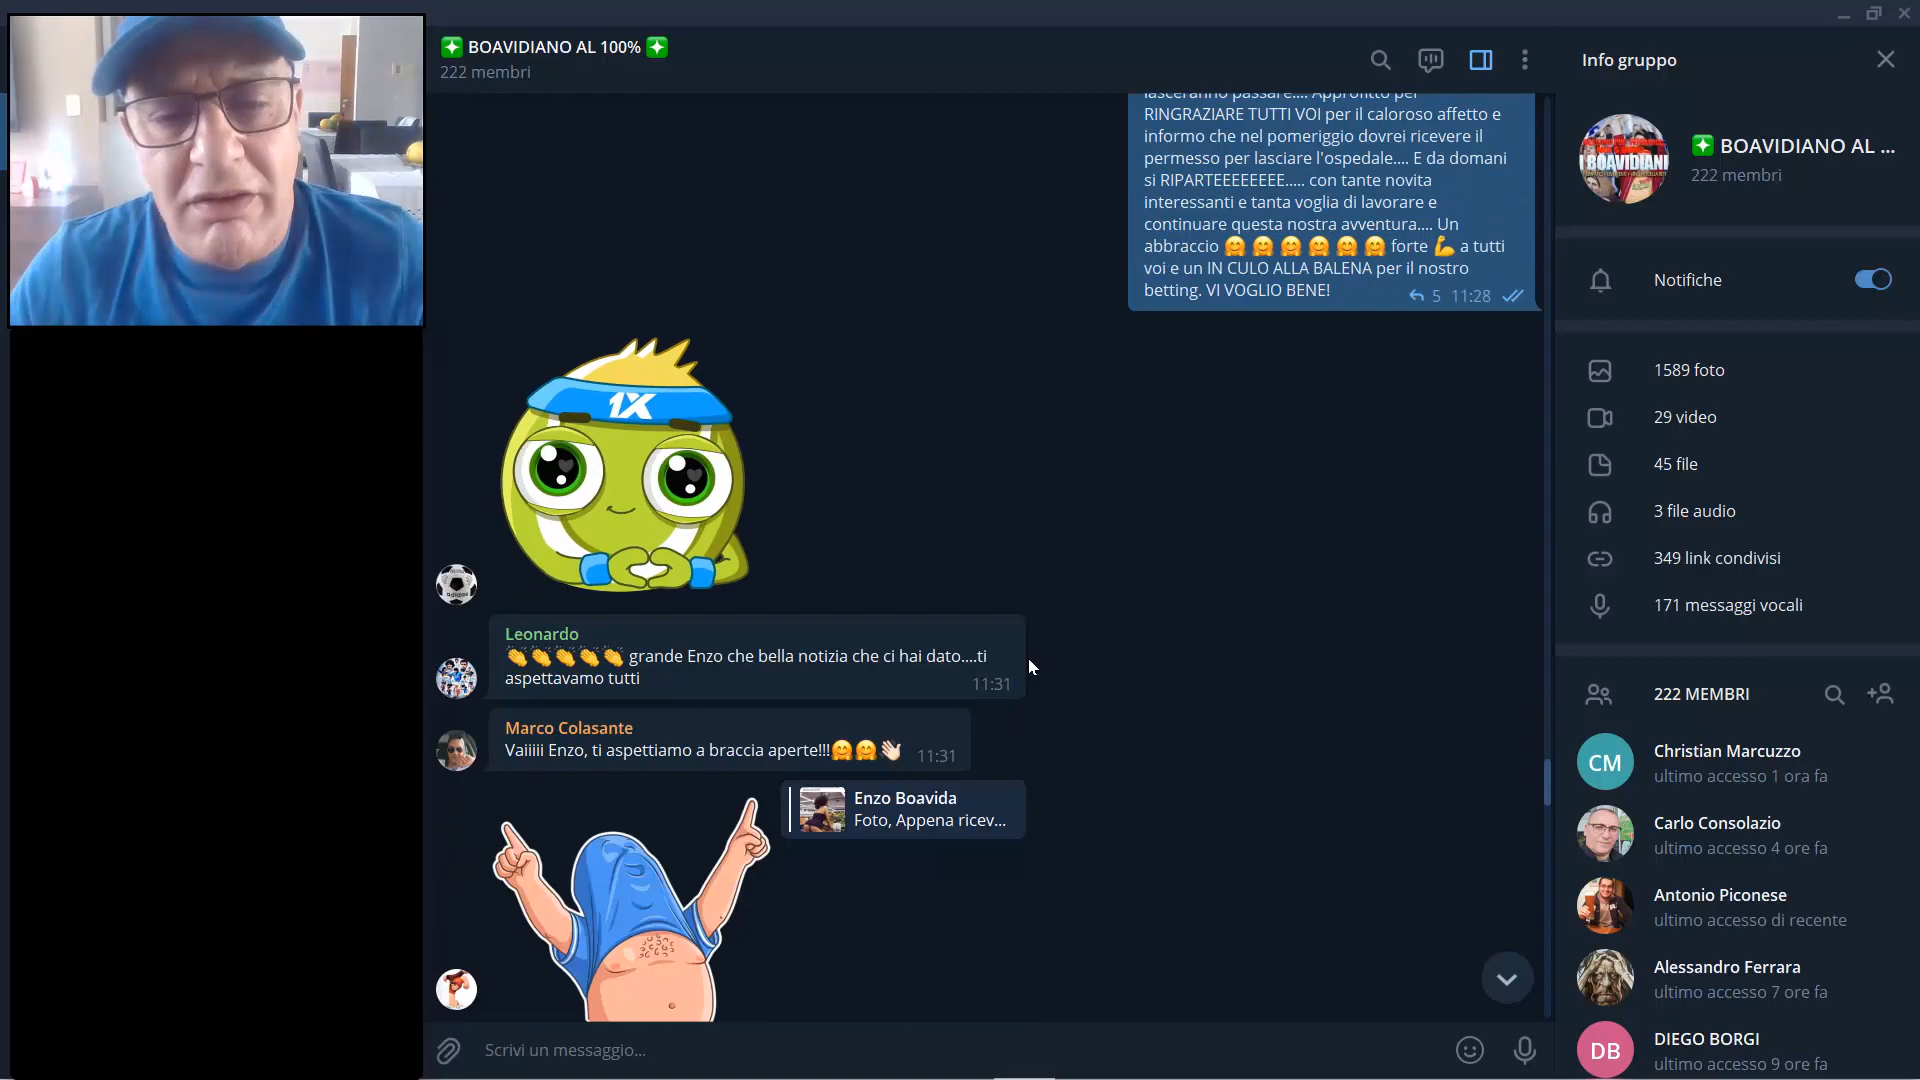 BOAVIDIANO AL 100%
222 membri
lasceranno passare.... Approfitto per
RINGRAZIARE TUTTI VOI per il caloroso affetto e
informo che nel pomeriggio dovrei ricevere il
permesso per lasciare l'ospedale.... E da domani
si RIPARTEEEEEEEE..... con tante novita
interessanti e tanta voglia di lavorare e
continuare questa nostra avventura.... Un
abbraccio 🤗 🤗 🤗 🤗 🤗 🤗 forte 💪 a tutti
voi e un IN CULO ALLA BALENA per il nostro
betting. VI VOGLIO BENE!
5 11:28
1X
adidas
Leonardo
👏👏👏👏👏 grande Enzo che bella notizia che ci hai dato....ti
aspettavamo tutti
11:31
Marco Colasante
Vaiiiii Enzo, ti aspettiamo a braccia aperte!!!🤗🤗👋🏻
11:31
Enzo Boavida
Foto, Appena ricev...
Scrivi un messaggio...
Info gruppo
I BOAVIDIANI
BOAVIDIANO AL ...
222 membri
Notifiche
1589 foto
29 video
45 file
3 file audio
349 link condivisi
171 messaggi vocali
222 MEMBRI
CM
Christian Marcuzzo
ultimo accesso 1 ora fa
Carlo Consolazio
ultimo accesso 4 ore fa
Antonio Piconese
ultimo accesso di recente
Alessandro Ferrara
ultimo accesso 7 ore fa
DB
DIEGO BORGI
ultimo accesso 9 ore fa